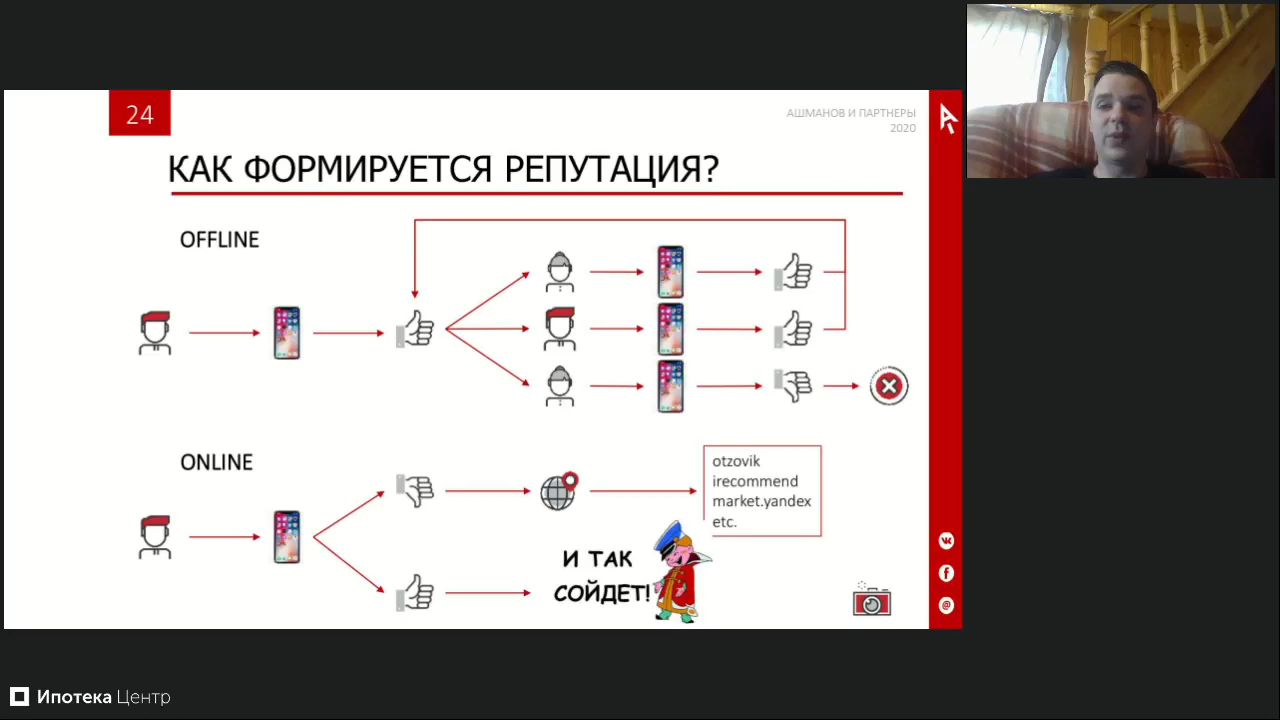 24
АШМАНОВ И ПАРТНЕРЫ
2020
КАК ФОРМИРУЕТСЯ РЕПУТАЦИЯ?
OFFLINE
ONLINE
otzovik
irecommend
market.yandex
etc.
И ТАК
СОЙДЕТ!
Ипотека Центр